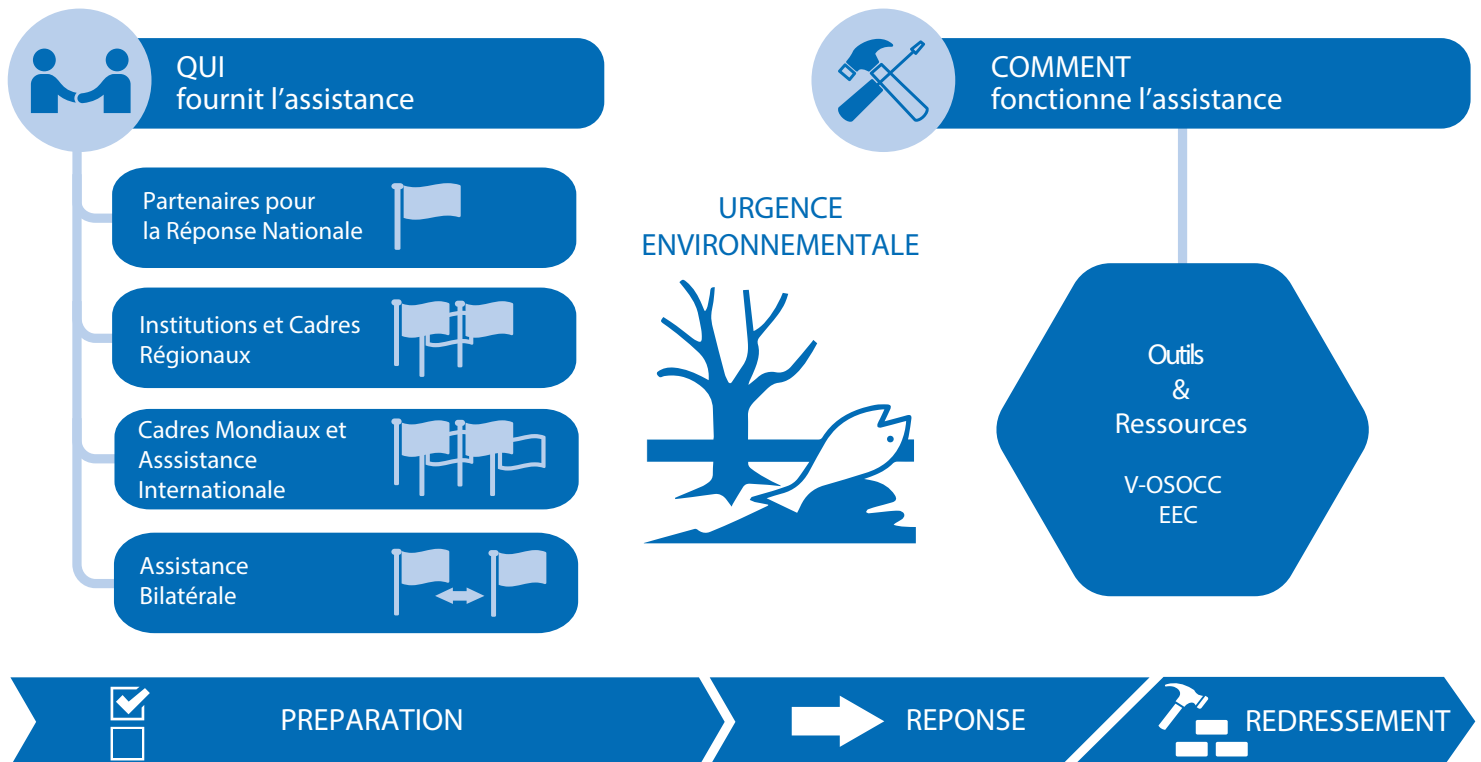 QUI
fournit l’assistance
Partenaires pour
la Réponse Nationale
Institutions et Cadres
Régionaux
Cadres Mondiaux et
Asssistance
Internationale
Assistance
Bilatérale
URGENCE
ENVIRONNEMENTALE
COMMENT
fonctionne l’assistance
Outils
&
Ressources
V-OSOCC
EEC
PREPARATION
REPONSE
REDRESSEMENT